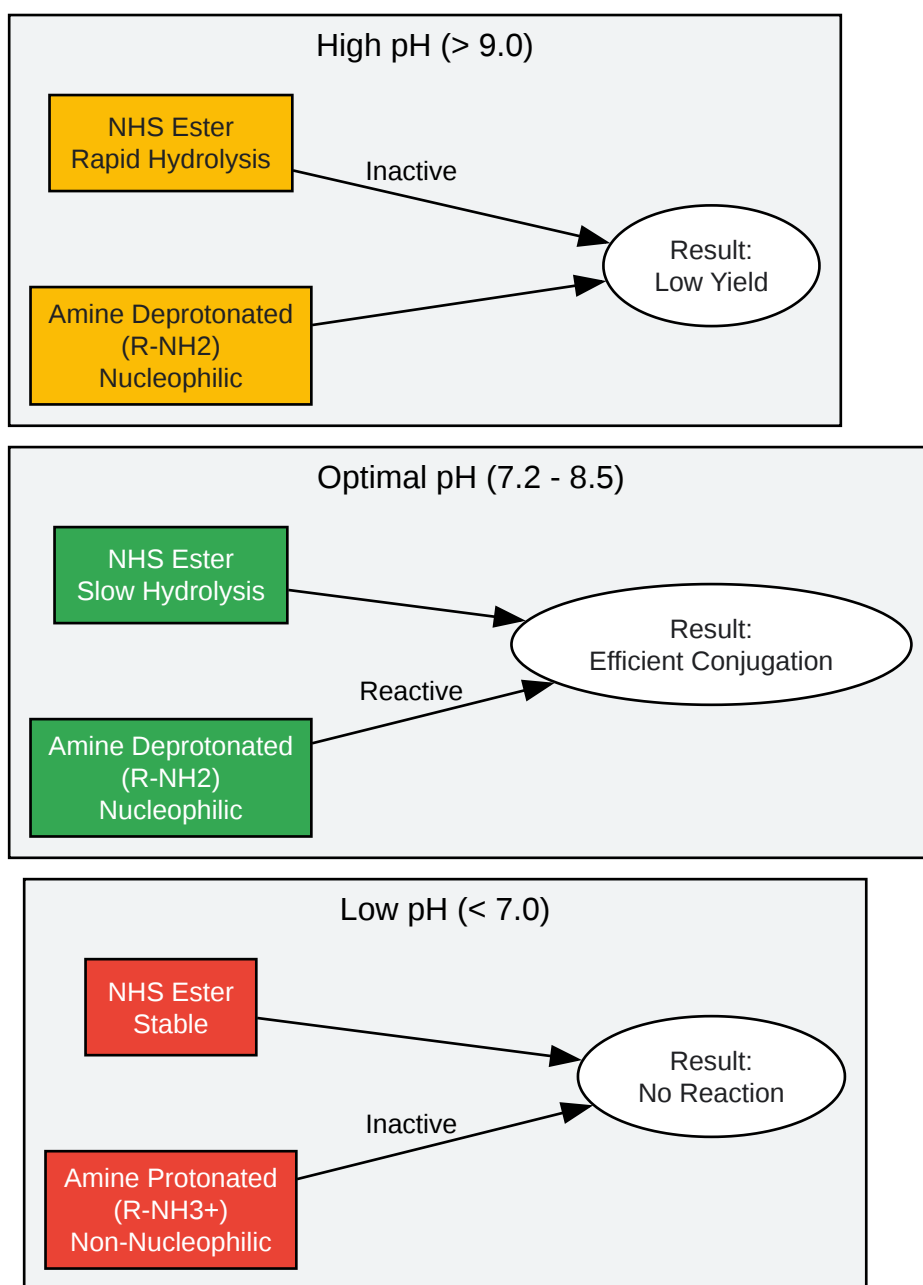 High pH (> 9.0)
NHS Ester
Rapid Hydrolysis
Inactive
Result:
Low Yield
Amine Deprotonated
(R-NH2)
Nucleophilic
Optimal pH (7.2 - 8.5)
NHS Ester
Slow Hydrolysis
Result:
Efficient Conjugation
Reactive
Amine Deprotonated
(R-NH2)
Nucleophilic
Low pH (< 7.0)
NHS Ester
Stable
Result:
No Reaction
Inactive
Amine Protonated
(R-NH3+)
Non-Nucleophilic